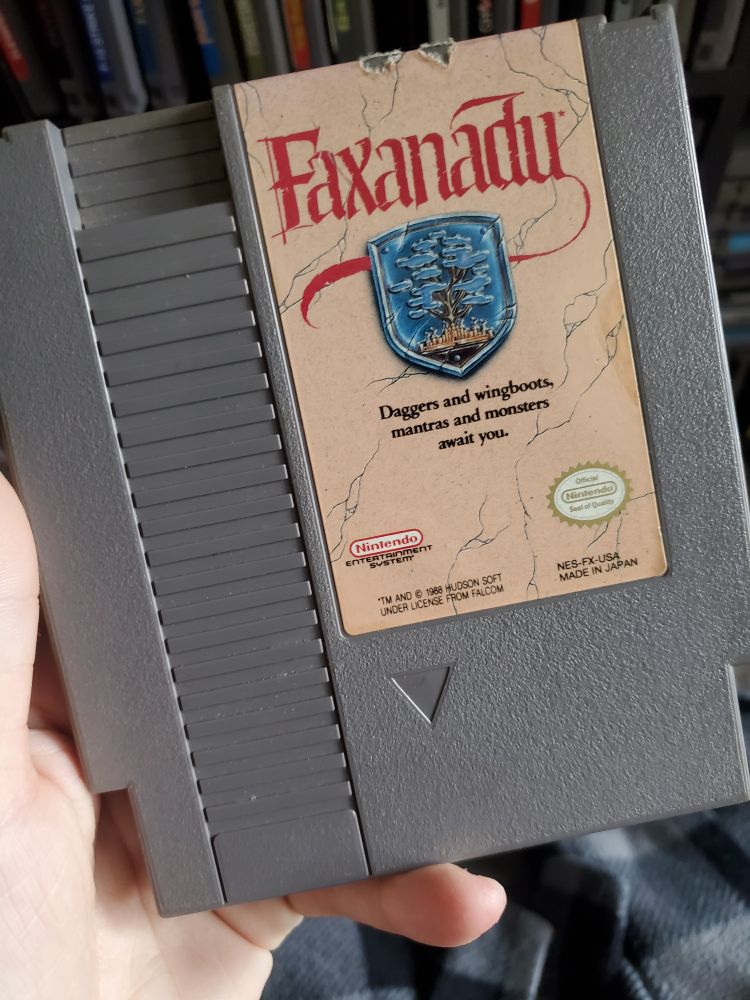 Faxanadu*
Daggers and wingboots,
mantras and monsters
await you.
Official
Nintendo
Seal of Quality
Nintendo
ENTERTAINMENT
SYSTEM®
NES-FX-USA
MADE IN JAPAN
*TM AND © 1988 HUDSON SOFT
UNDER LICENSE FROM FALCOM